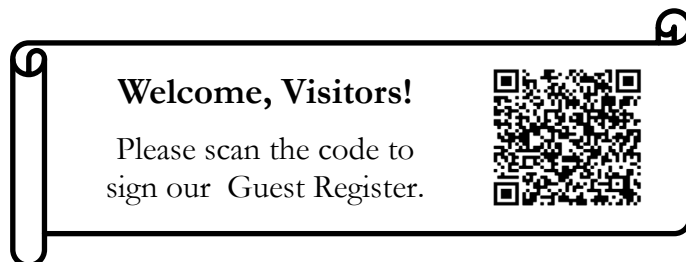 Welcome, Visitors!
Please scan the code to
sign our Guest Register.